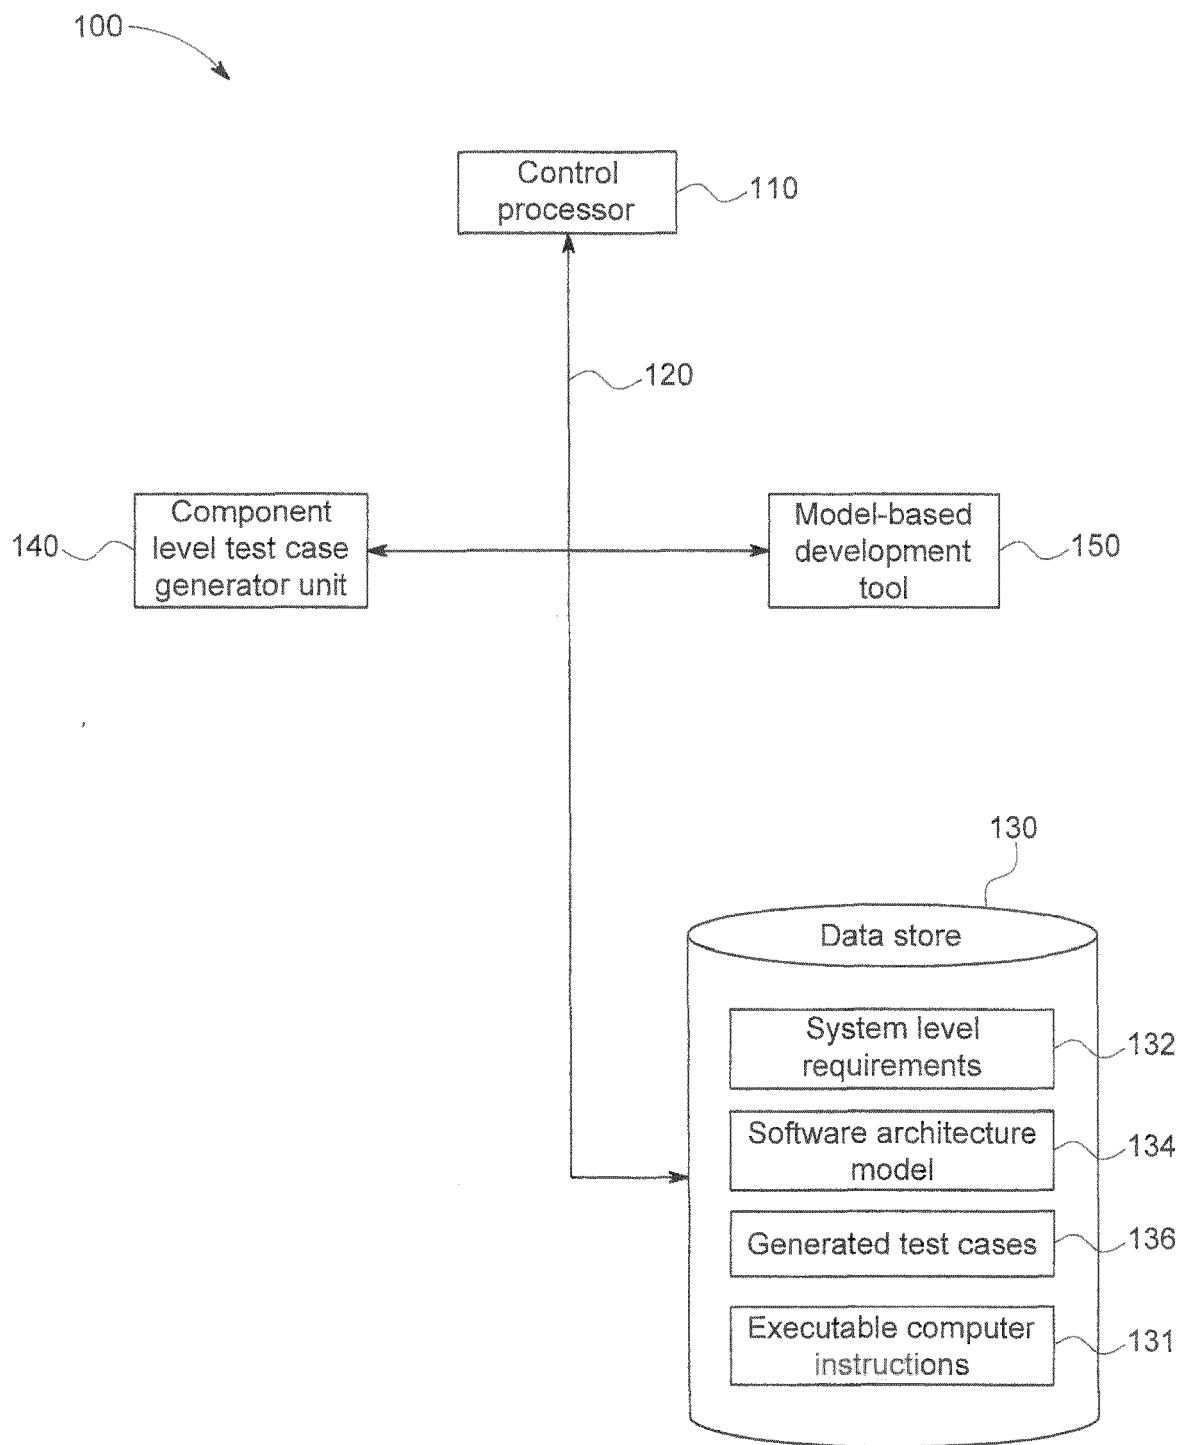 100
Control
processor
110
120
Component
level test case
generator unit
140
Model-based
development
tool
150
130
Data store
System level
requirements
132
Software architecture
model
134
Generated test cases
136
Executable computer
instructions
131